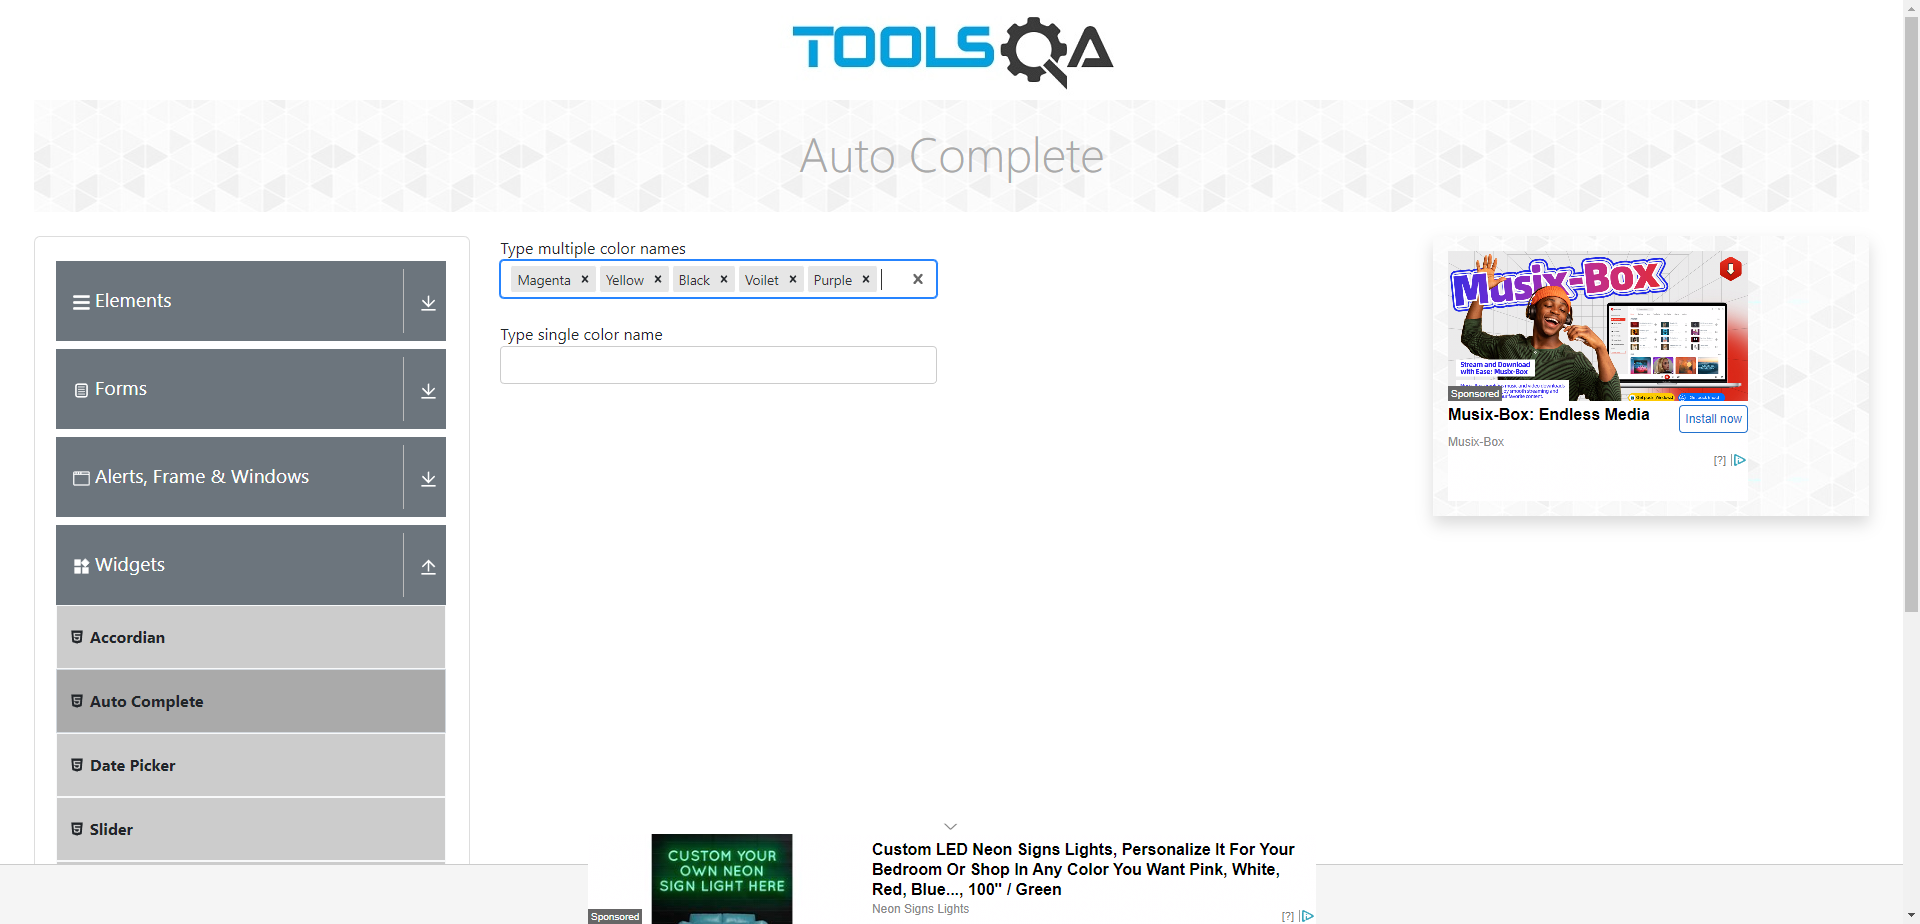 TOOLSQA
Auto Complete
Elements
Forms
Alerts, Frame & Windows
Widgets
Accordian
Auto Complete
Date Picker
Slider
Type multiple color names
Magenta × Yellow × Black × Voilet × Purple ×
Type single color name
Musix-Box
Stream and Download
with Ease: Musix-Box
Sponsored
Musix-Box: Endless Media
Install now
Musix-Box
[?]
CUSTOM YOUR
OWN NEON
SIGN LIGHT HERE
Sponsored
Custom LED Neon Signs Lights, Personalize It For Your
Bedroom Or Shop In Any Color You Want Pink, White,
Red, Blue..., 100" / Green
Neon Signs Lights
[?]